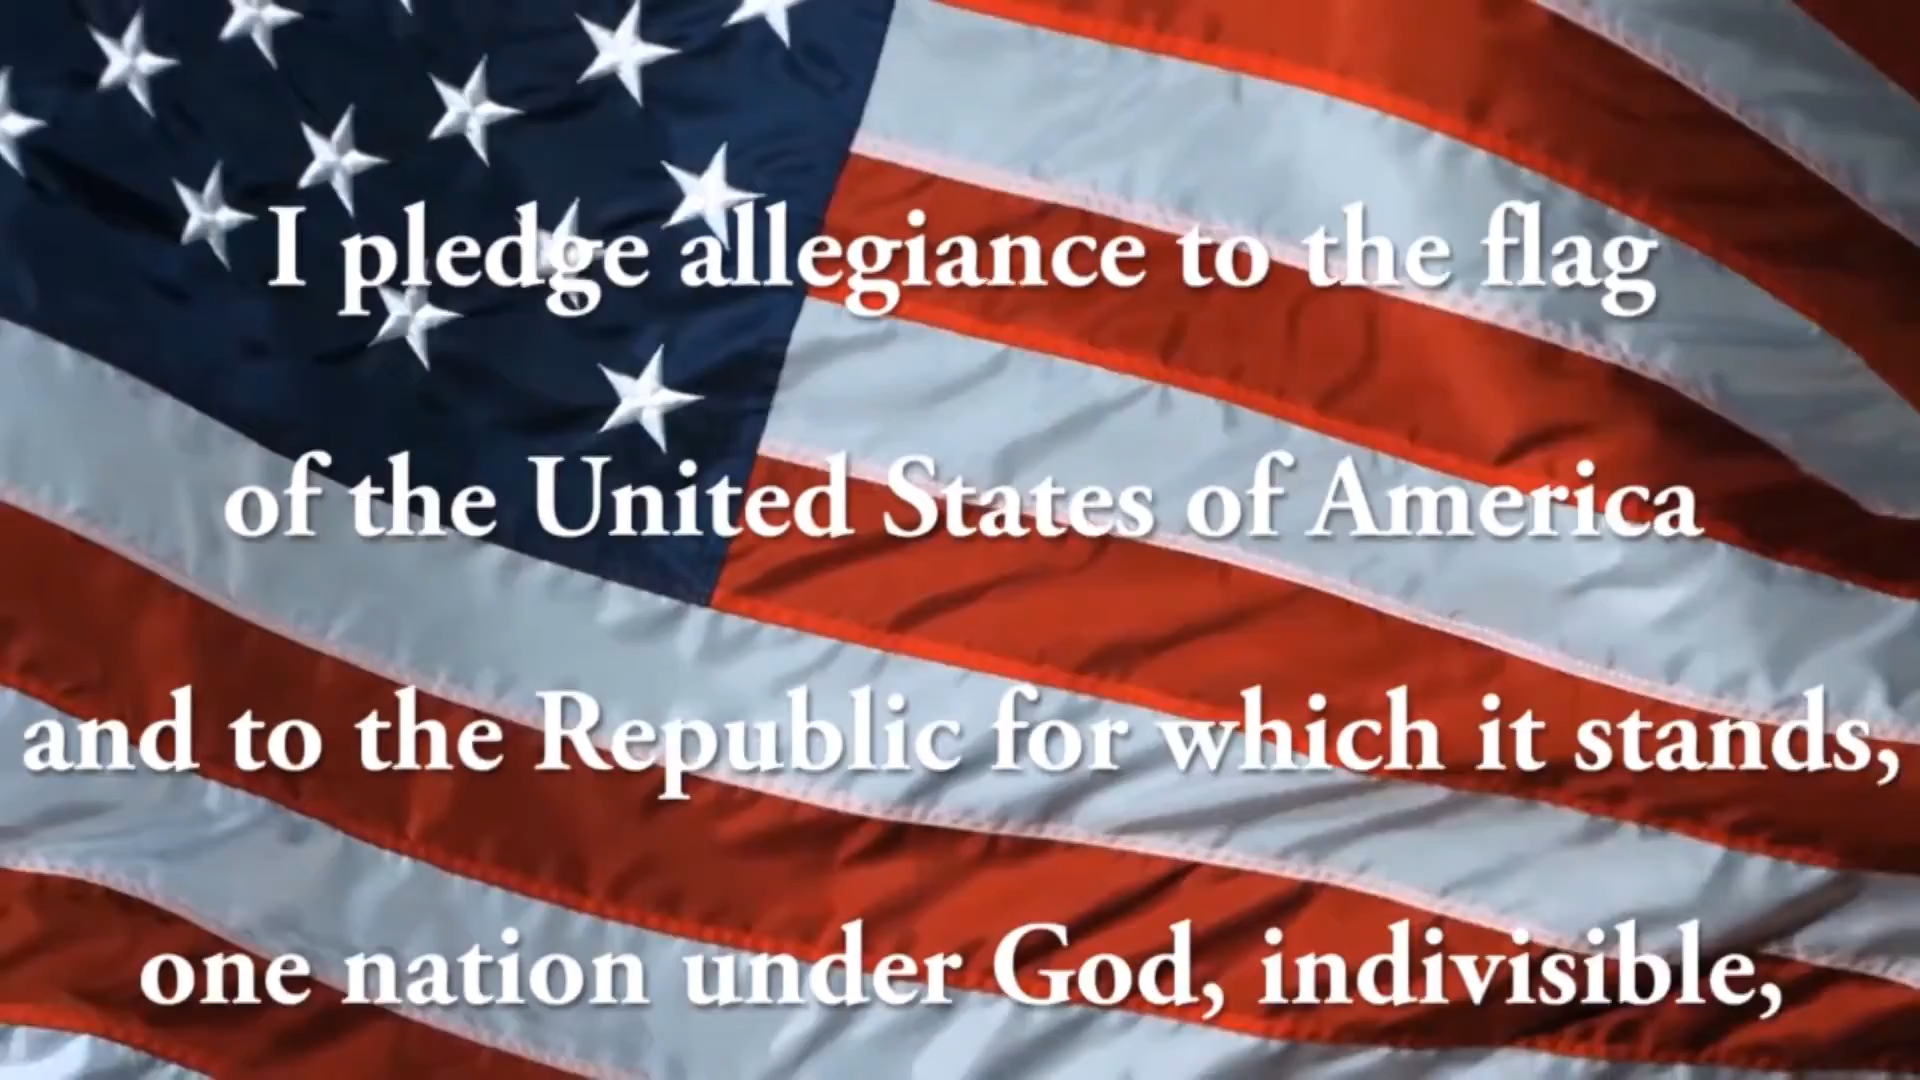 I pledge allegiance to the flag
of the United States of America
and to the Republic for which it stands,
one nation under God, indivisible,